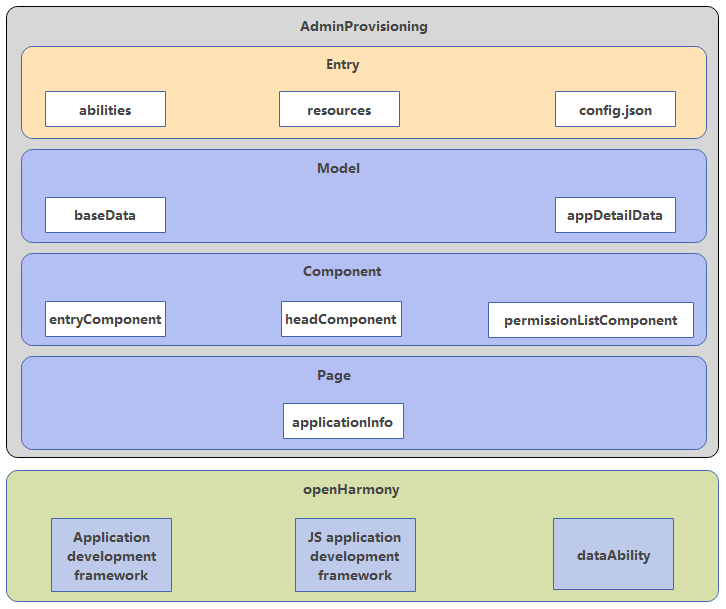 AdminProvisioning
Entry
abilities
resources
config.json
Model
baseData
appDetailData
Component
entryComponent
headComponent
permissionListComponent
Page
applicationInfo
openHarmony
Application
development
framework
JS application
development
framework
dataAbility